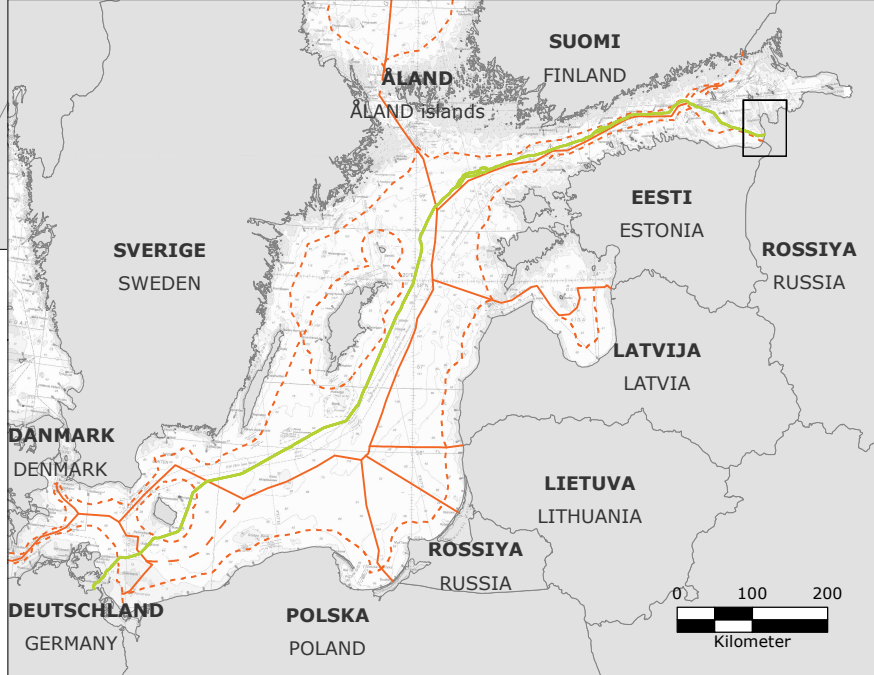 SUOMI
FINLAND
ÅLAND
ÅLAND islands
EESTI
ESTONIA
SVERIGE
SWEDEN
ROSSIYA
RUSSIA
LATVIJA
LATVIA
DANMARK
DENMARK
LIETUVA
LITHUANIA
ROSSIYA
RUSSIA
DEUTSCHLAND
GERMANY
POLSKA
POLAND
0 100 200
Kilometer